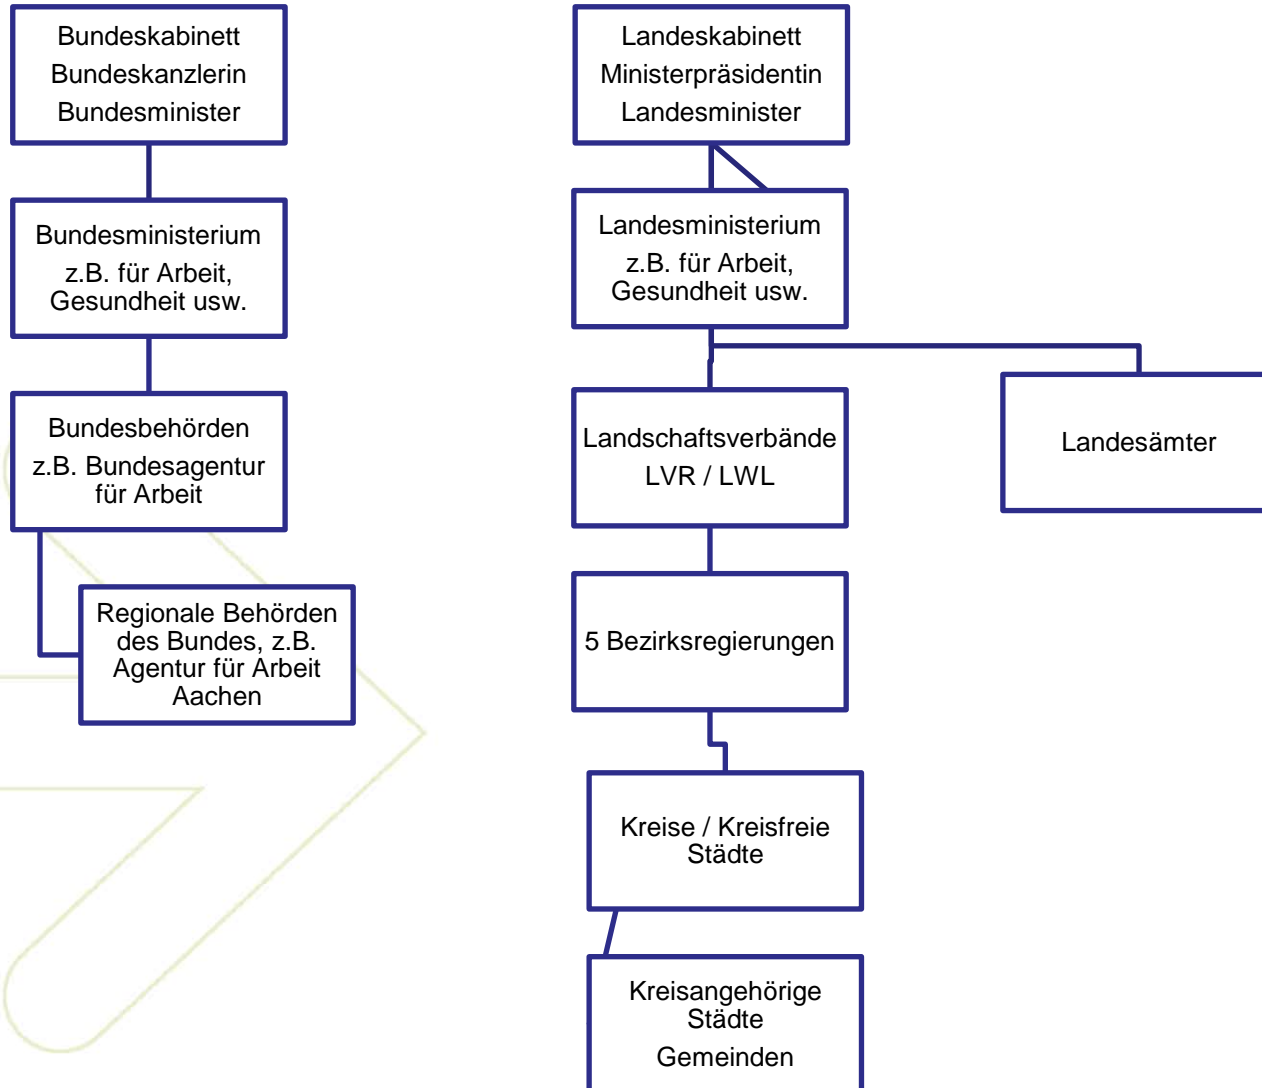 Bundeskabinett
Bundeskanzlerin
Bundesminister
Bundesministerium
z.B. für Arbeit,
Gesundheit usw.
Bundesbehörden
z.B. Bundesagentur
für Arbeit
Regionale Behörden
des Bundes, z.B.
Agentur für Arbeit
Aachen
Landeskabinett
Ministerpräsidentin
Landesminister
Landesministerium
z.B. für Arbeit,
Gesundheit usw.
Landschaftsverbände
LVR / LWL
Landesämter
5 Bezirksregierungen
Kreise / Kreisfreie
Städte
Kreisangehörige
Städte
Gemeinden